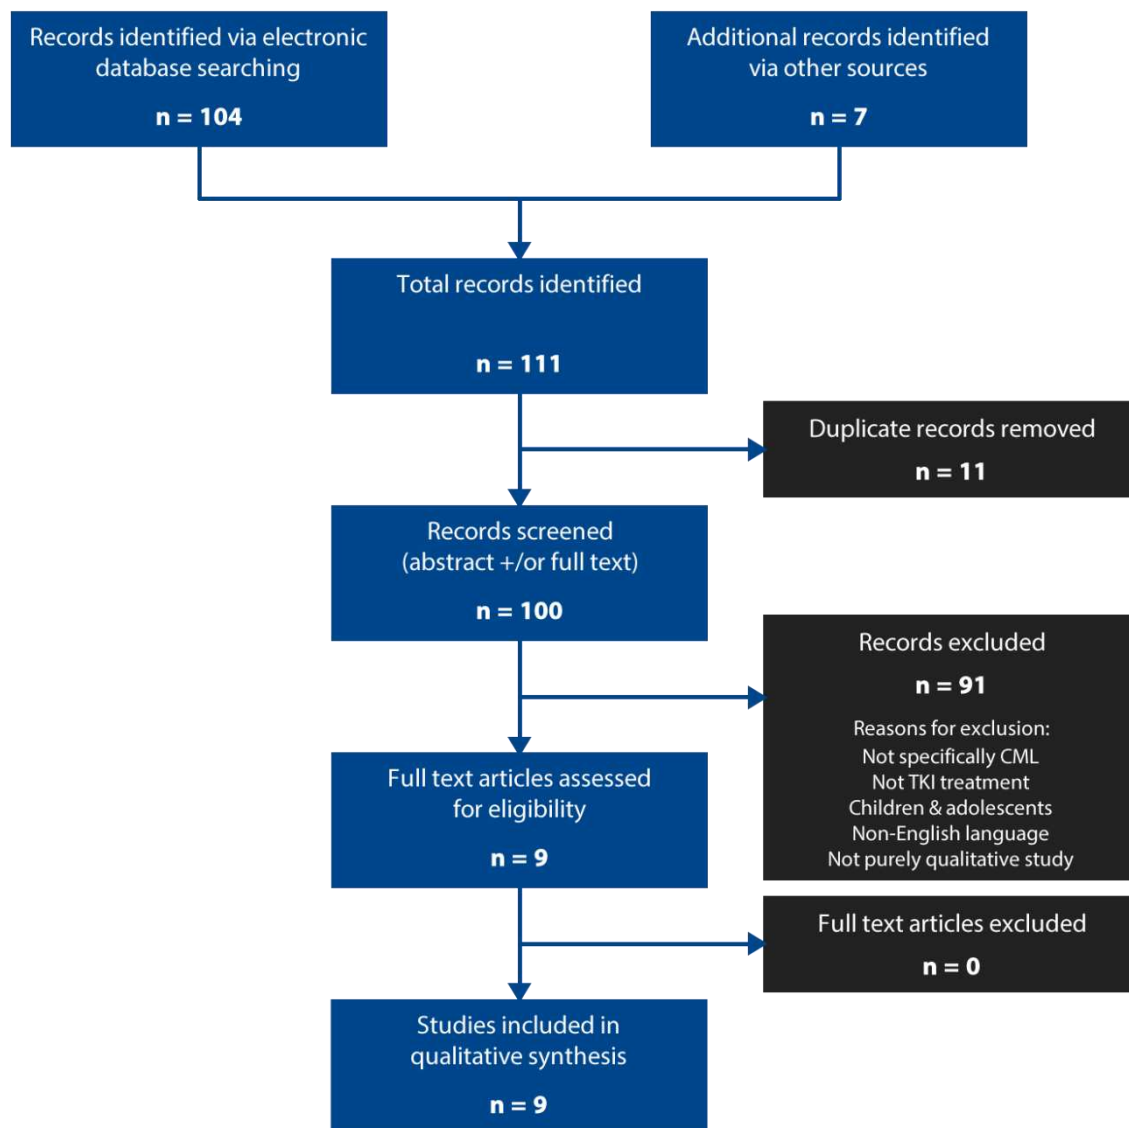 Records identified via electronic
database searching
n = 104
Additional records identified
via other sources
n = 7
Total records identified
n = 111
Duplicate records removed
n = 11
Records screened
(abstract +/or full text)
n = 100
Records excluded
n = 91
Reasons for exclusion:
Not specifically CML
Not TKI treatment
Children & adolescents
Non-English language
Not purely qualitative study
Full text articles assessed
for eligibility
n = 9
Full text articles excluded
n = 0
Studies included in
qualitative synthesis
n = 9